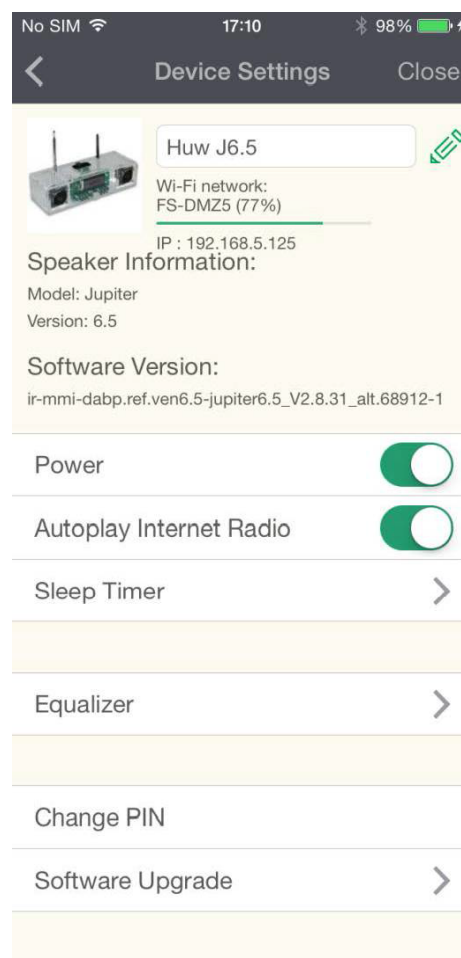 No SIM 17:10 98%
Device Settings Close
Huw J6.5
Wi-Fi network:
FS-DMZ5 (77%)
IP : 192.168.5.125
Speaker Information:
Model: Jupiter
Version: 6.5
Software Version:
ir-mmi-dabp.ref.ven6.5-jupiter6.5_V2.8.31_alt.68912-1
Power
Autoplay Internet Radio
Sleep Timer
Equalizer
Change PIN
Software Upgrade